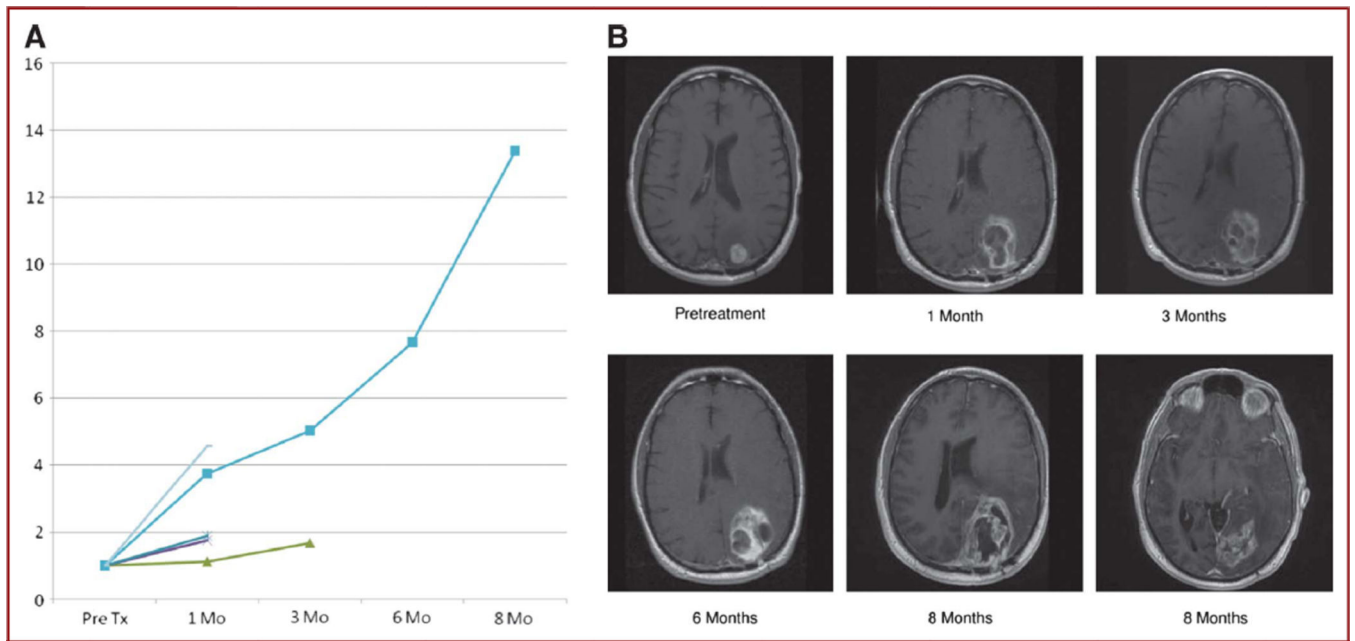 A
16
14
12
10
8
6
4
2
0
Pre Tx 1 Mo 3 Mo 6 Mo 8 Mo
B
Pretreatment 1 Month 3 Months
6 Months 8 Months 8 Months